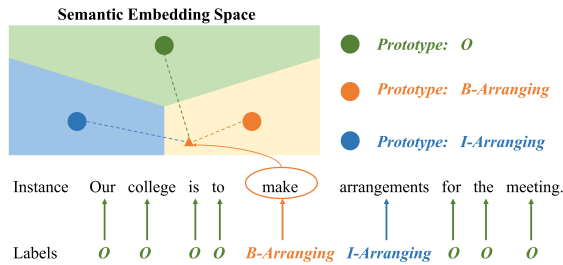 Semantic Embedding Space
Prototype: O
Prototype: B-Arranging
Prototype: I-Arranging
Instance Our college is to make arrangements for the meeting.
Labels O O O O B-Arranging I-Arranging O O O